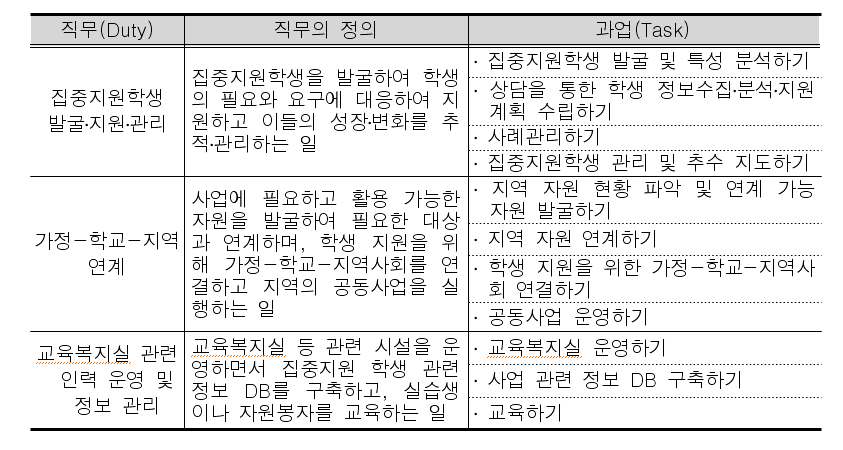 직무(Duty)
직무의 정의
과업(Task)
집중지원학생
발굴·지원·관리
집중지원학생을 발굴하여 학생
의 필요와 요구에 대응하여 지
원하고 이들의 성장·변화를 추
적·관리하는 일
· 집중지원학생 발굴 및 특성 분석하기
· 상담을 통한 학생 정보수집·분석·지원
계획 수립하기
· 사례관리하기
· 집중지원학생 관리 및 추수 지도하기
가정-학교-지역
연계
사업에 필요하고 활용 가능한
자원을 발굴하여 필요한 대상
과 연계하며, 학생 지원을 위
해 가정-학교-지역사회를 연
결하고 지역의 공동사업을 실
행하는 일
· 지역 자원 현황 파악 및 연계 가능
자원 발굴하기
· 지역 자원 연계하기
· 학생 지원을 위한 가정-학교-지역사
회 연결하기
· 공동사업 운영하기
교육복지실 관련
인력 운영 및
정보 관리
교육복지실 등 관련 시설을 운
영하면서 집중지원 학생 관련
정보 DB를 구축하고, 실습생
이나 자원봉자를 교육하는 일
· 교육복지실 운영하기
· 사업 관련 정보 DB 구축하기
· 교육하기